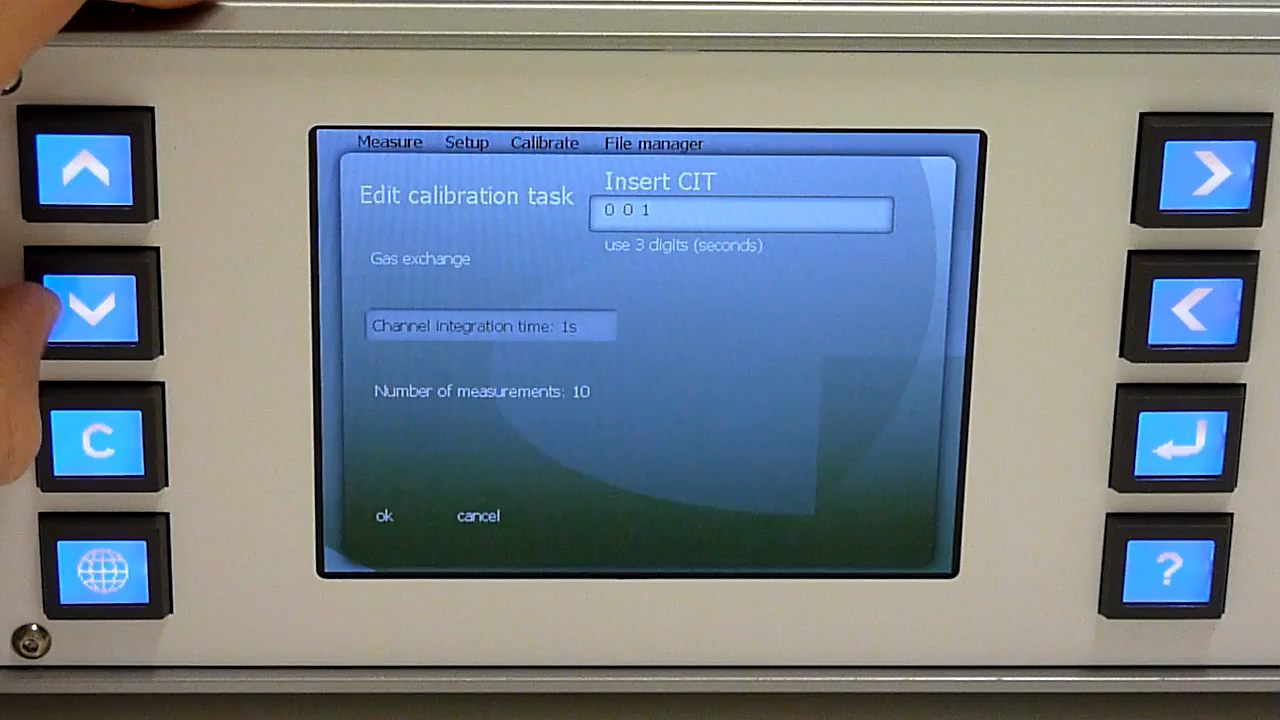 Measure Setup Calibrate File manager
Insert CIT
Edit calibration task
0 0 1
use 3 digits (seconds)
Gas exchange
Channel integration time: 1s
Number of measurements: 10
ok cancel
C
?